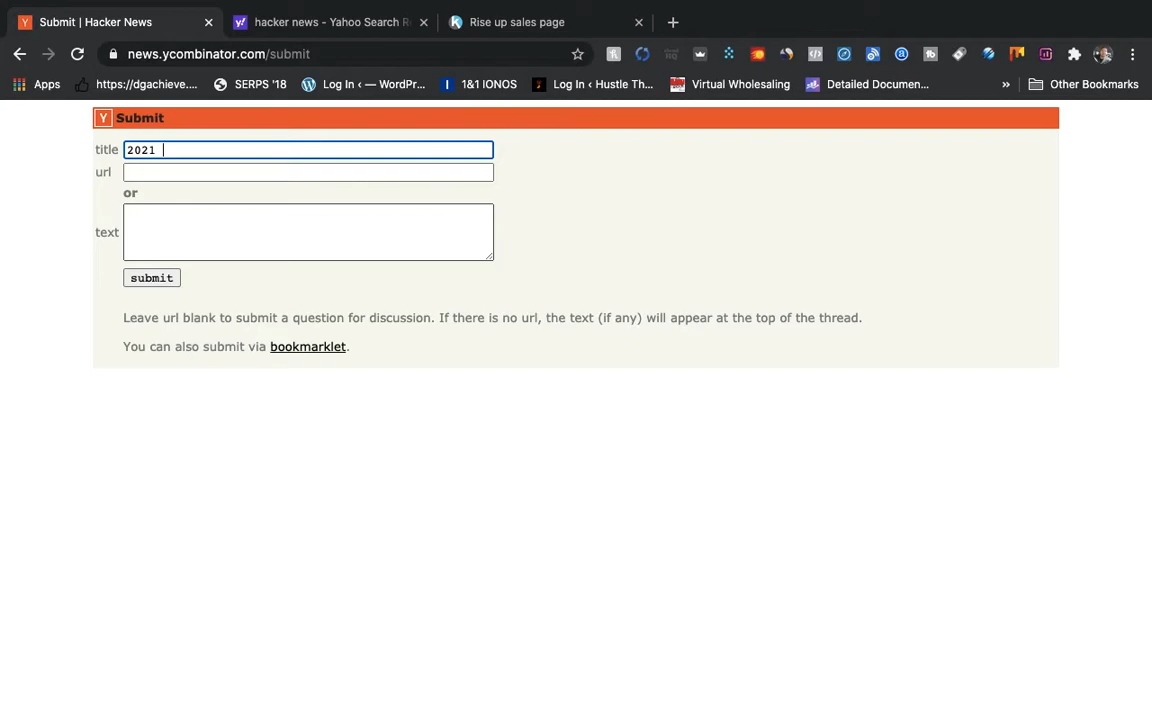 Submit | Hacker News
hacker news - Yahoo Search Re
Rise up sales page
news.ycombinator.com/submit
Apps
https://dgachieve....
SERPS '18
Log In < — WordPr...
1&1 IONOS
Log In ‹ Hustle Th...
Virtual Wholesaling
Detailed Documen...
»
Other Bookmarks
Y Submit
title 2021
url
or
text
submit
Leave url blank to submit a question for discussion. If there is no url, the text (if any) will appear at the top of the thread.
You can also submit via bookmarklet.